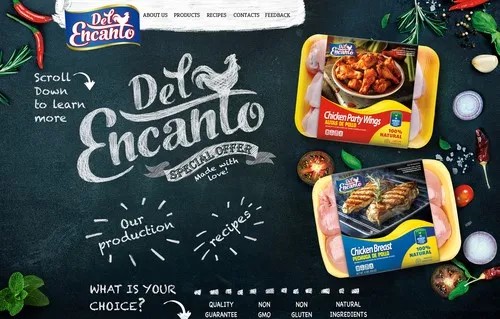 Del
Encanto
ABOUT US PRODUCTS RECIPES CONTACTS FEEDBACK
Scroll
Down
to learn
more
Del
Encanto
SPECIAL OFFER
Made with
love!
Our
production
recipes
Del
Encanto
Chicken Party Wings
ALITAS DE POLLO
100%
NATURAL
Del
Encanto
Chicken Breast
PECHUGA DE POLLO
100%
NATURAL
WHAT IS YOUR
CHOICE?
QUALITY
GUARANTEE
NON
GMO
NON
GLUTEN
NATURAL
INGREDIENTS